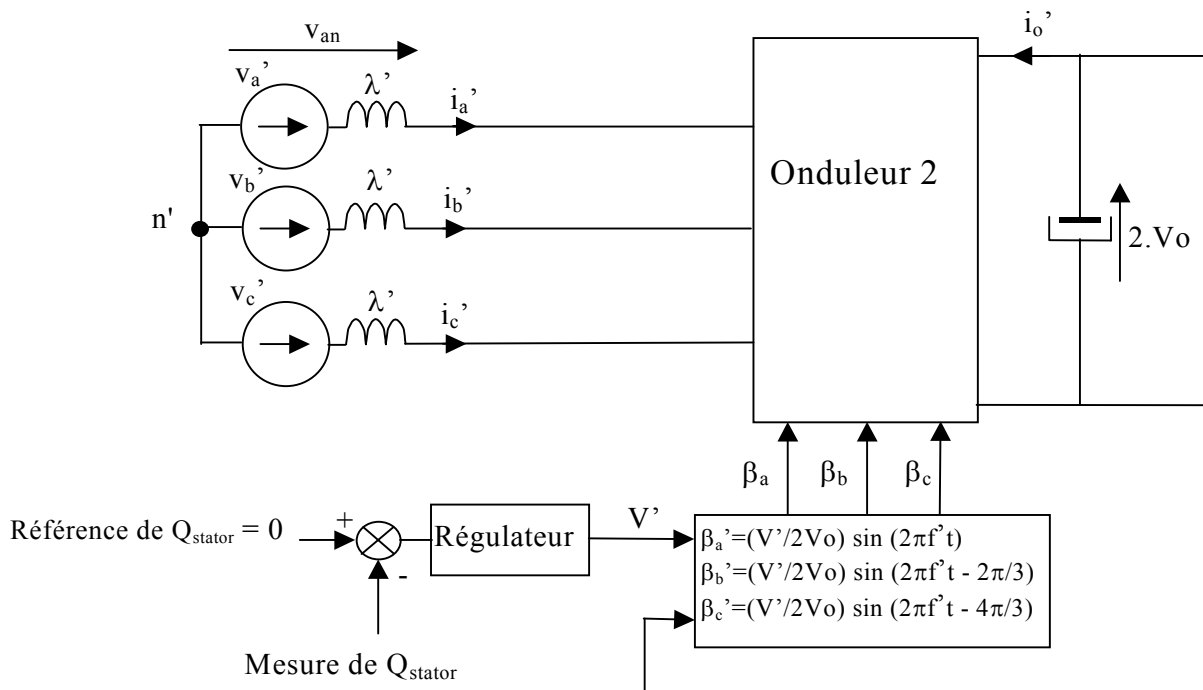 v_an
i_o’
v_a’
λ’
i_a’
v_b’
λ’
i_b’
Onduleur 2
n'
2.Vo
v_c’
λ’
i_c’
β_a
β_b
β_c
Référence de Q_stator = 0
+
Régulateur
V’
-
β_a’=(V’/2Vo) sin (2πf’t)
β_b’=(V’/2Vo) sin (2πf’t - 2π/3)
β_c’=(V’/2Vo) sin (2πf’t - 4π/3)
Mesure de Q_stator